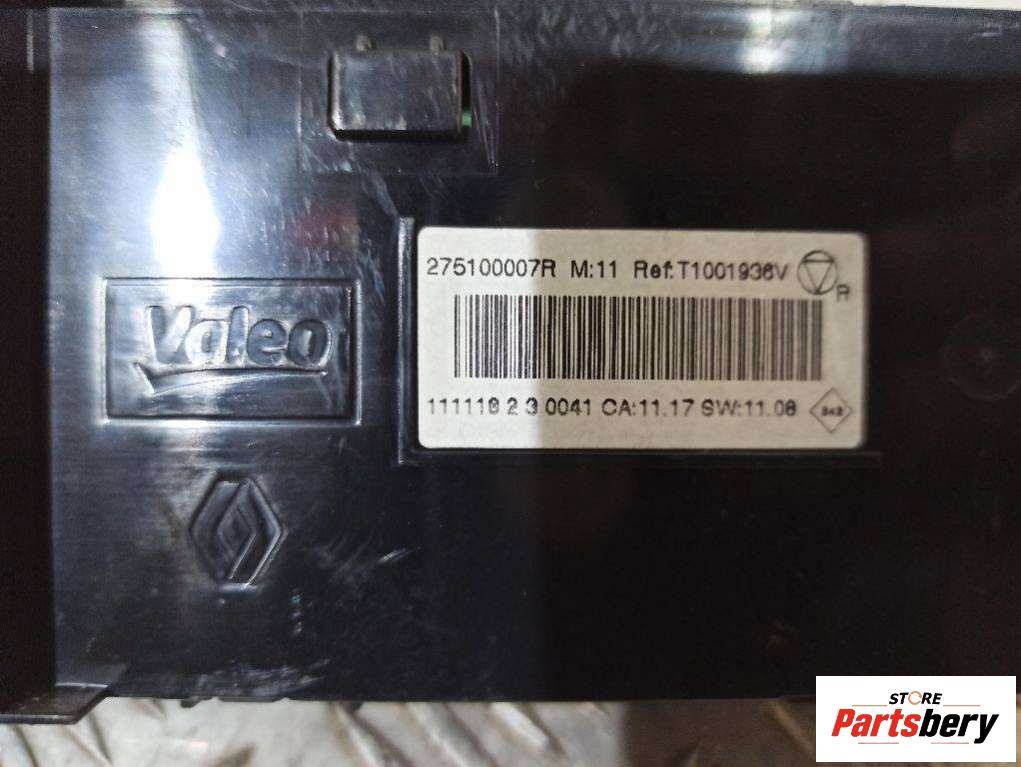 275100007R M:11 Ref:T1001936V
R
Valeo
111118 2 3 0041 CA:11.17 SW:11.08
STORE
Partsbery